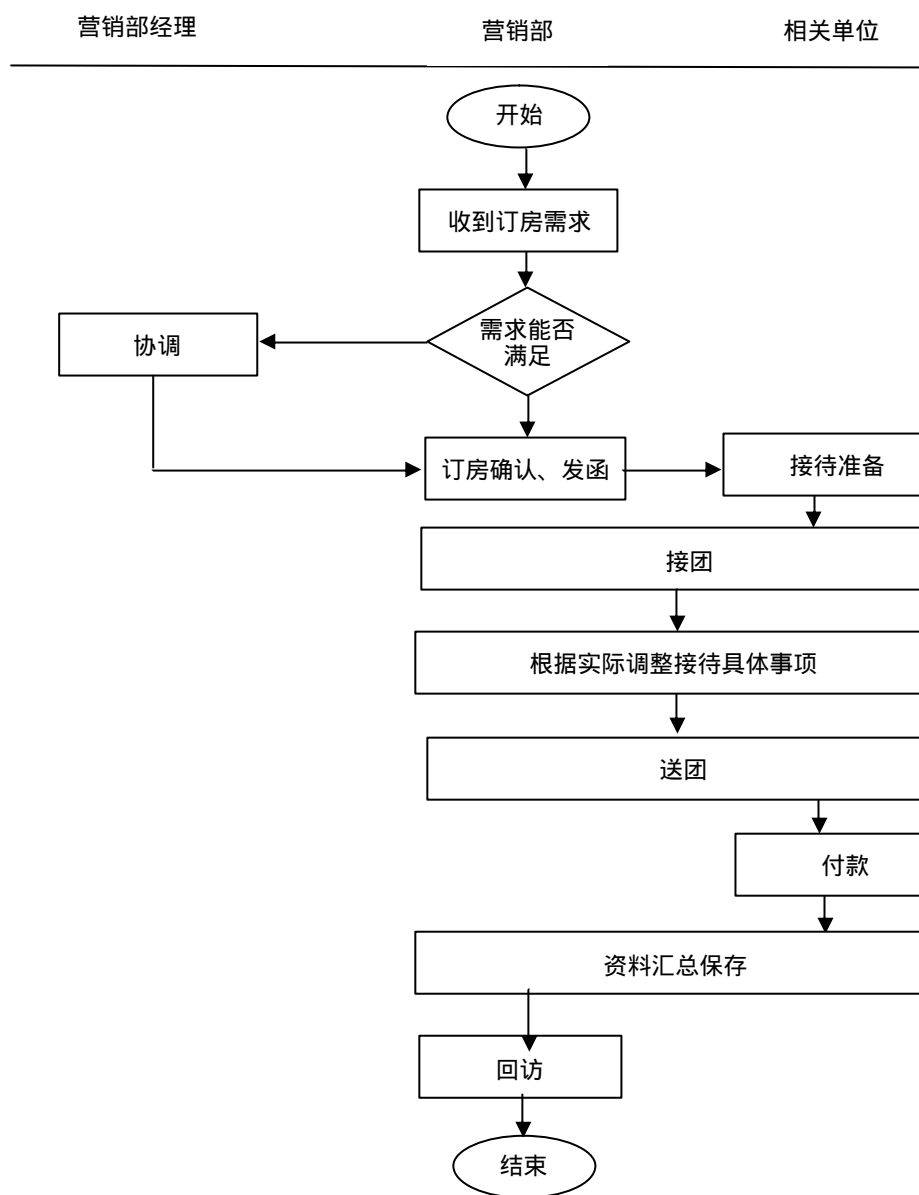 营销部经理
营销部
相关单位
开始
收到订房需求
需求能否
满足
协调
订房确认、发函
接待准备
接团
根据实际调整接待具体事项
送团
付款
资料汇总保存
回访
结束